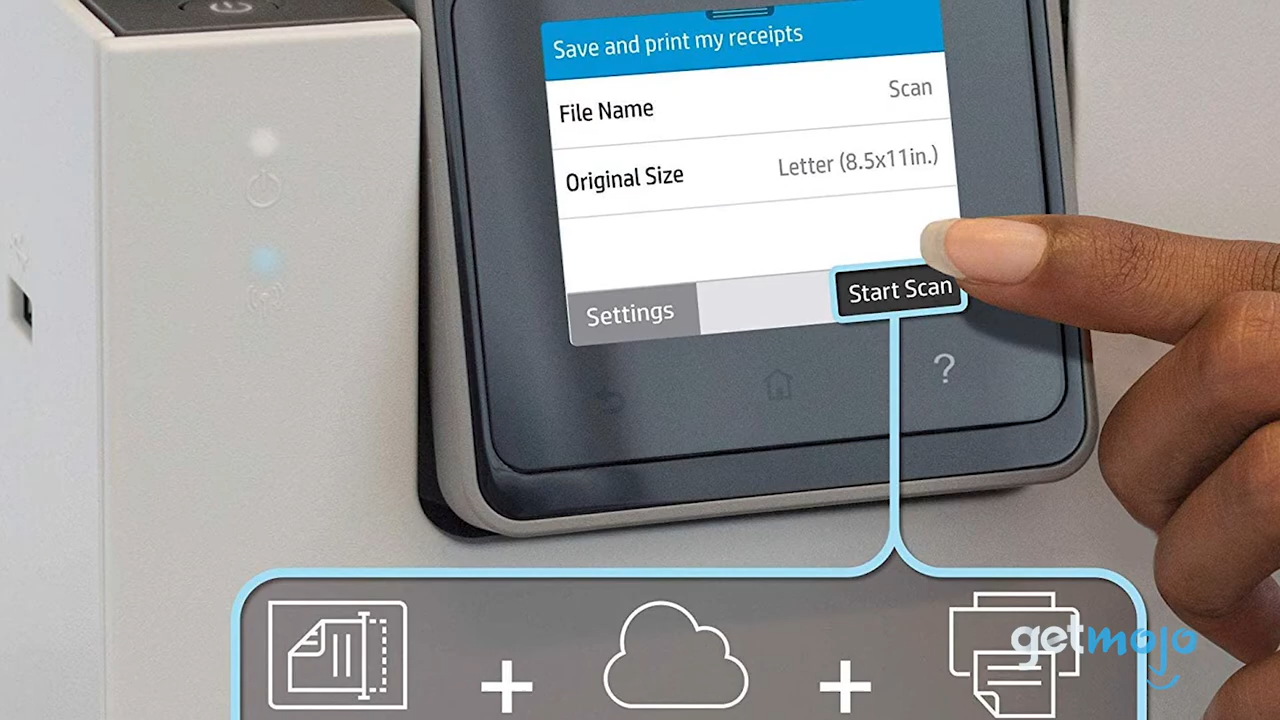 Save and print my receipts
File Name Scan
Original Size Letter (8.5x11in.)
Settings Start Scan
?
+ +
getmojo